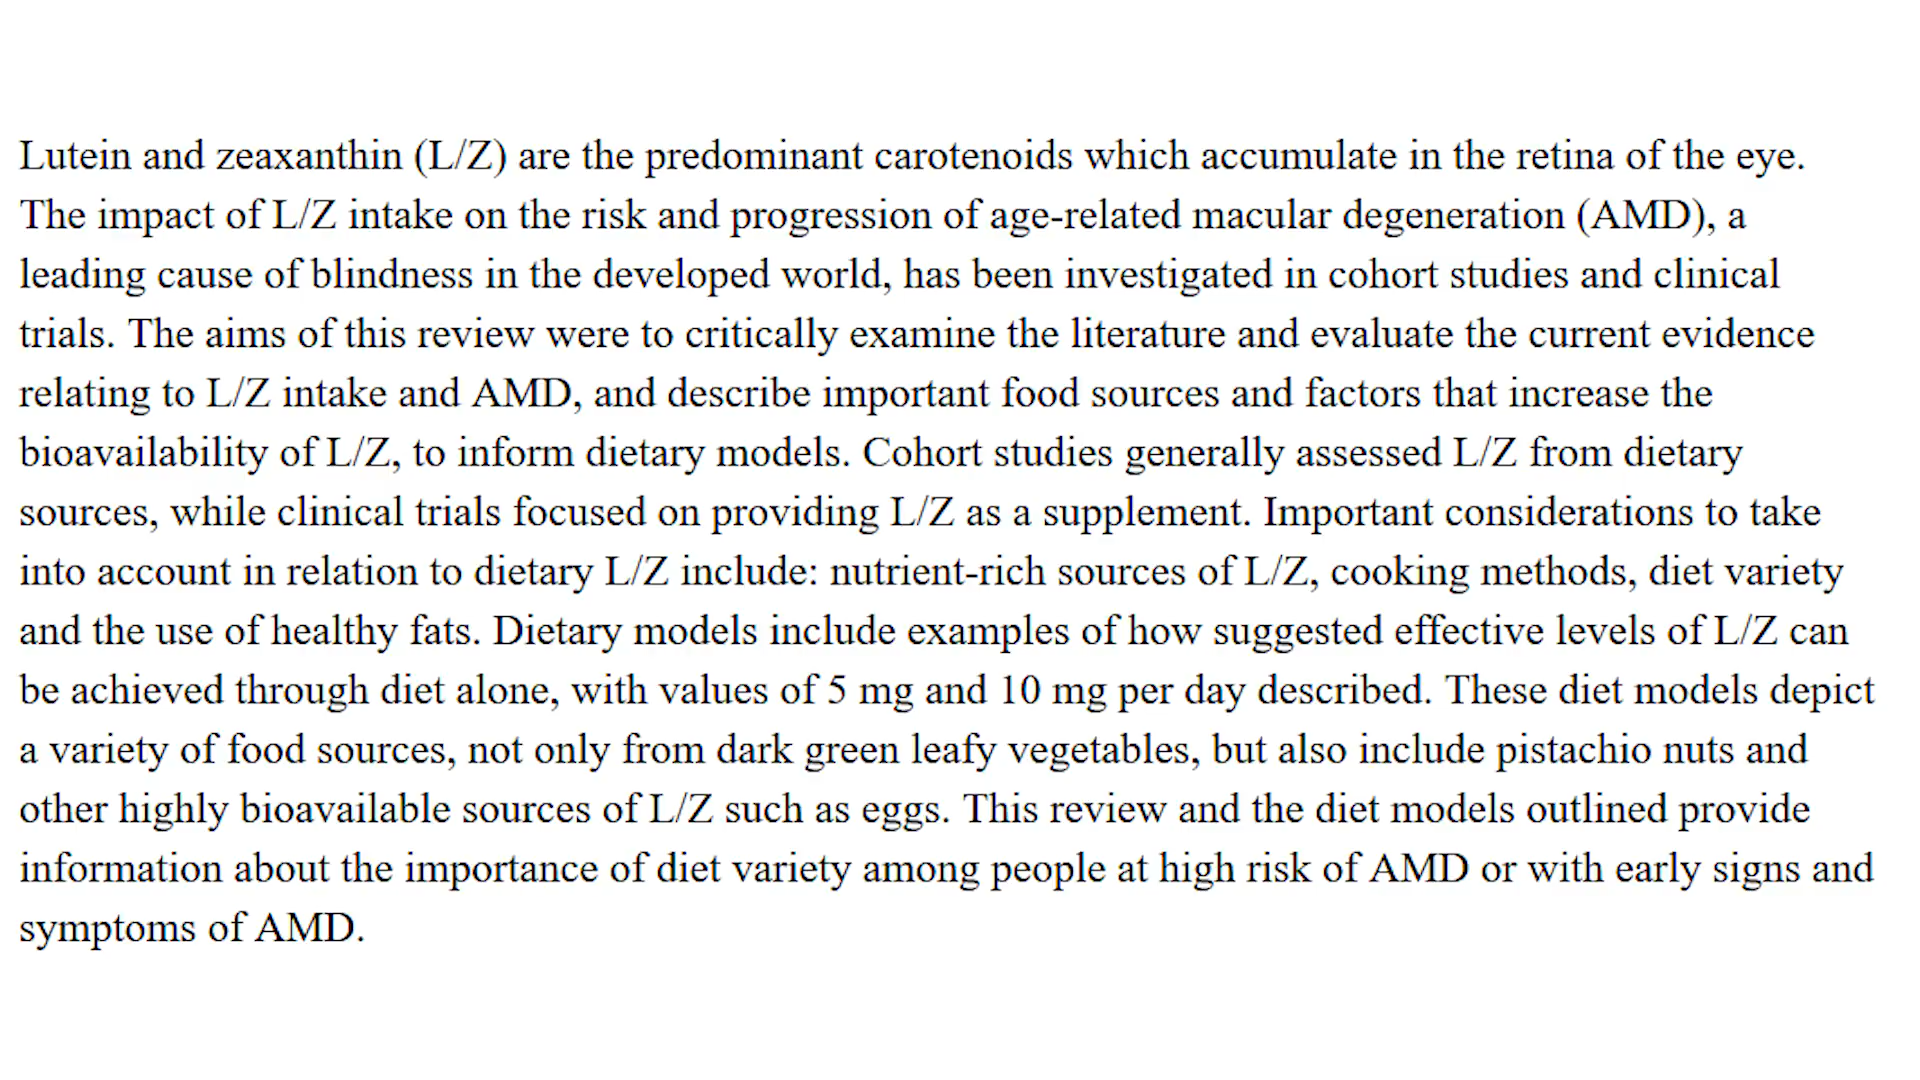 Lutein and zeaxanthin (L/Z) are the predominant carotenoids which accumulate in the retina of the eye.
The impact of L/Z intake on the risk and progression of age-related macular degeneration (AMD), a
leading cause of blindness in the developed world, has been investigated in cohort studies and clinical
trials. The aims of this review were to critically examine the literature and evaluate the current evidence
relating to L/Z intake and AMD, and describe important food sources and factors that increase the
bioavailability of L/Z, to inform dietary models. Cohort studies generally assessed L/Z from dietary
sources, while clinical trials focused on providing L/Z as a supplement. Important considerations to take
into account in relation to dietary L/Z include: nutrient-rich sources of L/Z, cooking methods, diet variety
and the use of healthy fats. Dietary models include examples of how suggested effective levels of L/Z can
be achieved through diet alone, with values of 5 mg and 10 mg per day described. These diet models depict
a variety of food sources, not only from dark green leafy vegetables, but also include pistachio nuts and
other highly bioavailable sources of L/Z such as eggs. This review and the diet models outlined provide
information about the importance of diet variety among people at high risk of AMD or with early signs and
symptoms of AMD.